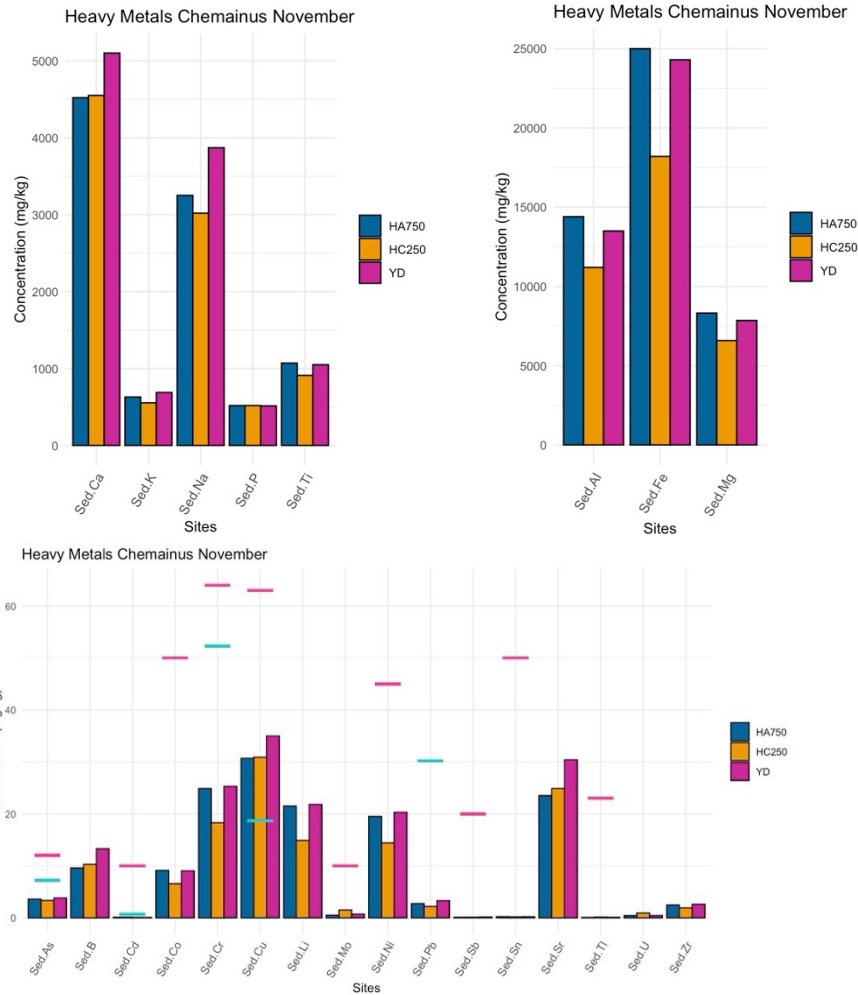 Heavy Metals Chemainus November
Concentration (mg/kg)
5000
4000
3000
2000
1000
0
Sed.Ca
Sed.K
Sed.Na
Sed.P
Sed.Ti
Sites
HA750
HC250
YD
Heavy Metals Chemainus November
Concentration (mg/kg)
25000
20000
15000
10000
5000
0
Sed.Al
Sed.Fe
Sed.Mg
Sites
HA750
HC250
YD
Heavy Metals Chemainus November
60
40
20
0
Sed.As
Sed.B
Sed.Cd
Sed.Co
Sed.Cr
Sed.Cu
Sed.Li
Sed.Mo
Sed.Ni
Sed.Pb
Sed.Sb
Sed.Sn
Sed.Sr
Sed.Tl
Sed.U
Sed.Zr
Sites
HA750
HC250
YD